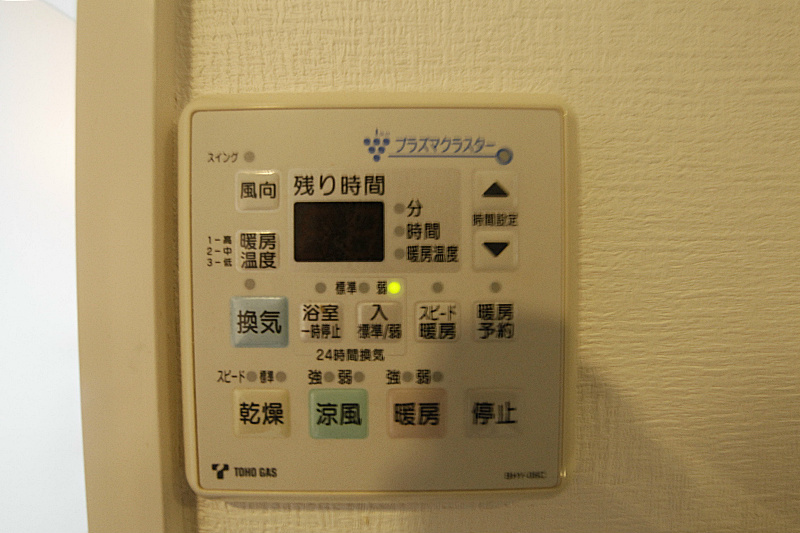 プラズマクラスター
スイング
風向
残り時間
分
時間
暖房温度
時間設定
1-高
2-中
3-低
暖房
温度
標準 弱
換気
浴室
一時停止
入
標準/弱
スピード
暖房
暖房
予約
24時間換気
スピード 標準 強 弱 強 弱
乾燥 涼風 暖房 停止
TOHO GAS